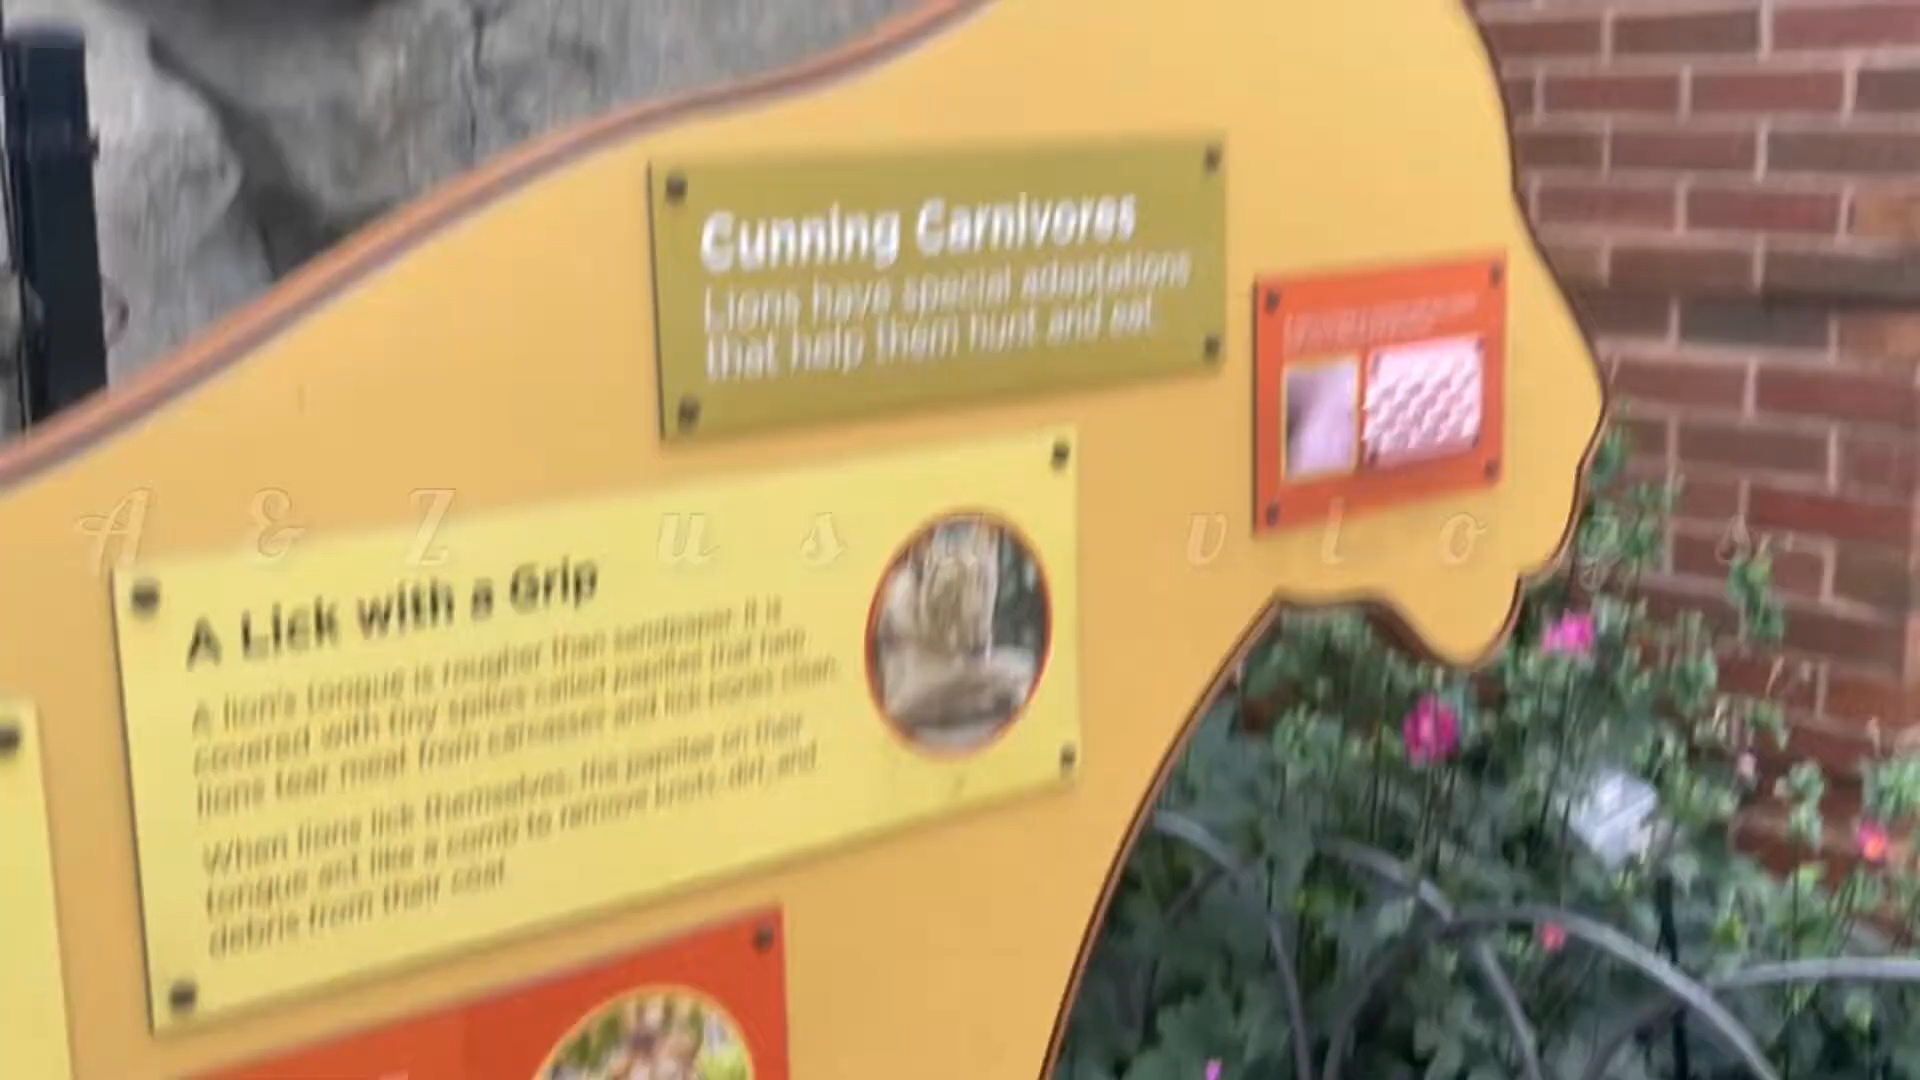 Cunning Carnivores
Lions have special adaptations
that help them hunt and eat.
A Lick with a Grip
A lion's tongue is rougher than sandpaper. It is
covered with tiny spikes called papillae that help
lions tear meat from carcasses and lick bones clean.
When lions lick themselves, the papillae on their
tongue act like a comb to remove knots, dirt, and
debris from their coat.
A & Z usa vlogs